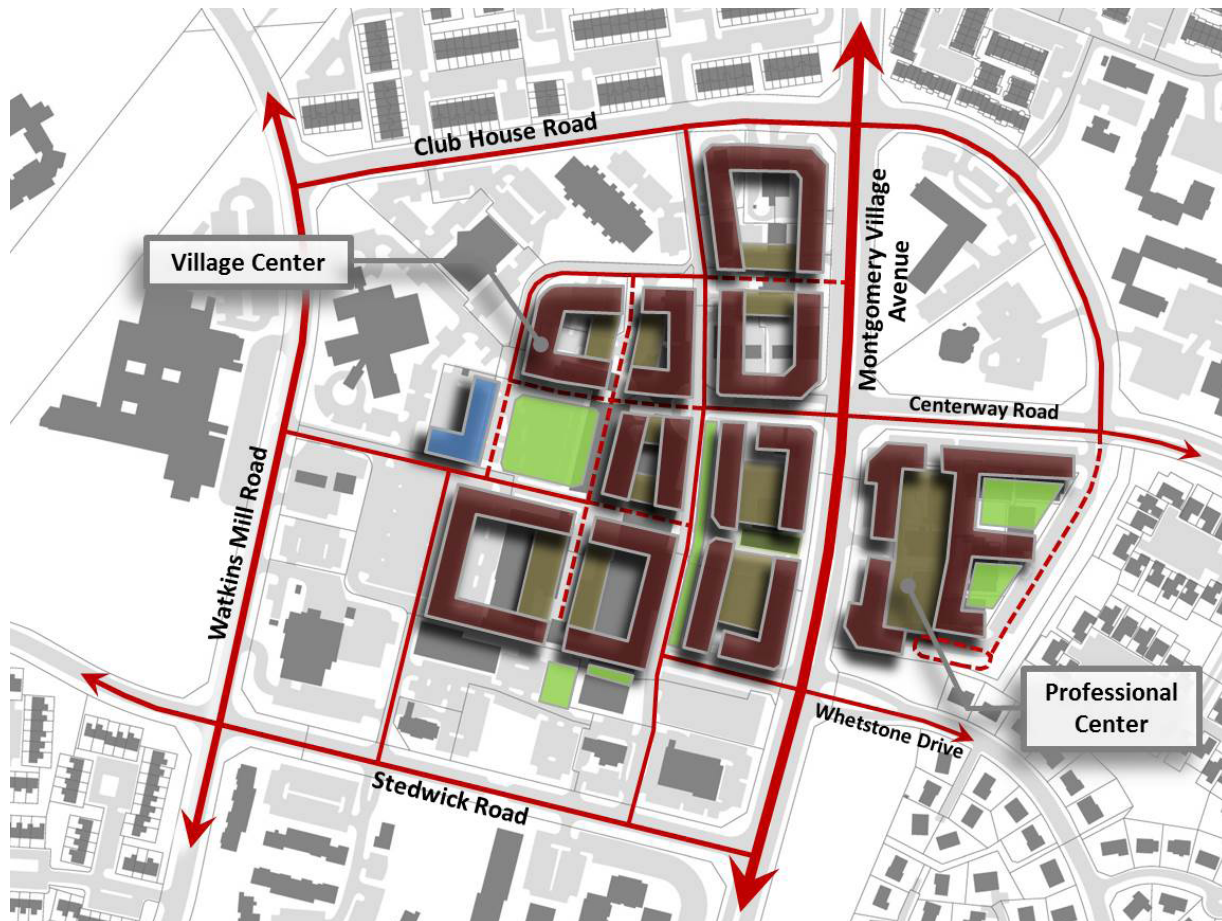 Club House Road
Village Center
Montgomery Village
Avenue
Centerway Road
Watkins Mill Road
Professional
Center
Whetstone Drive
Stedwick Road